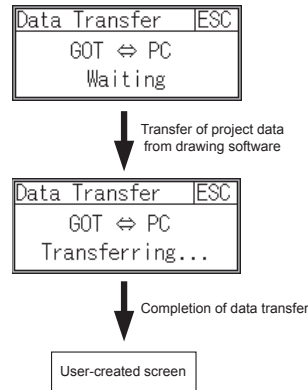 Data Transfer ESC
GOT ⇔ PC
Waiting
Transfer of project data
from drawing software
Data Transfer ESC
GOT ⇔ PC
Transferring...
Completion of data transfer
User-created screen